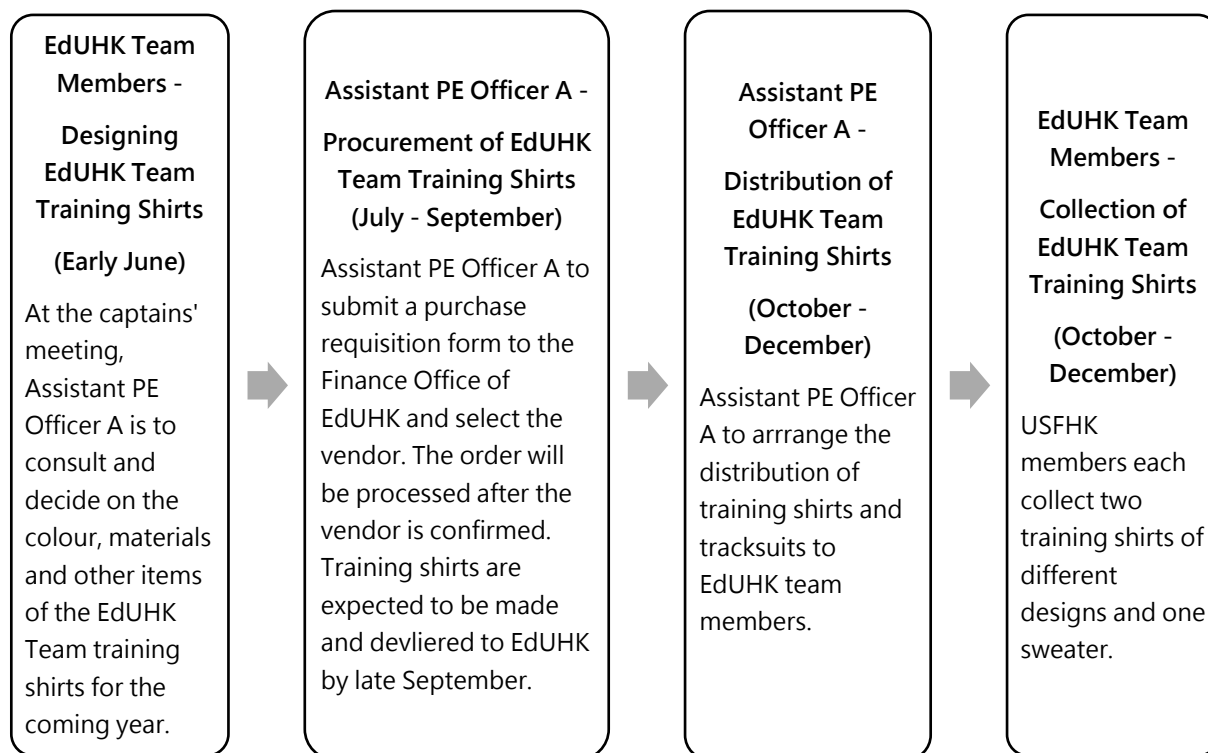 EdUHK Team
Members -
Designing
EdUHK Team
Training Shirts
(Early June)
At the captains'
meeting,
Assistant PE
Officer A is to
consult and
decide on the
colour, materials
and other items
of the EdUHK
Team training
shirts for the
coming year.
Assistant PE Officer A -
Procurement of EdUHK
Team Training Shirts
(July - September)
Assistant PE Officer A to
submit a purchase
requisition form to the
Finance Office of
EdUHK and select the
vendor. The order will
be processed after the
vendor is confirmed.
Training shirts are
expected to be made
and devliered to EdUHK
by late September.
Assistant PE
Officer A -
Distribution of
EdUHK Team
Training Shirts
(October -
December)
Assistant PE Officer
A to arrrange the
distribution of
training shirts and
tracksuits to
EdUHK team
members.
EdUHK Team
Members -
Collection of
EdUHK Team
Training Shirts
(October -
December)
USFHK
members each
collect two
training shirts of
different
designs and one
sweater.